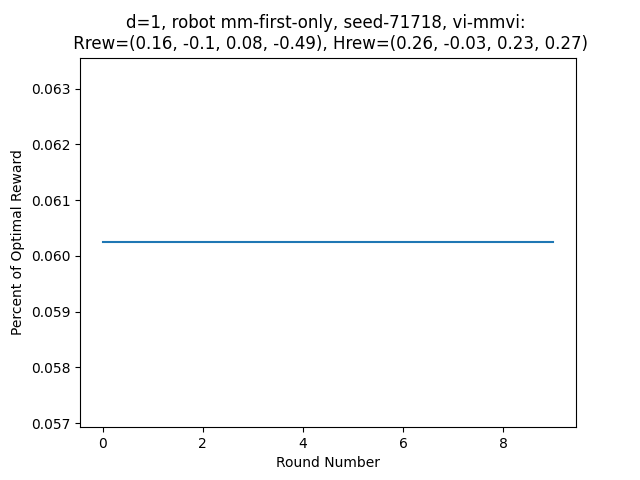 d=1, robot mm-first-only, seed-71718, vi-mmvi:
Rrew=(0.16, -0.1, 0.08, -0.49), Hrew=(0.26, -0.03, 0.23, 0.27)
0.063
0.062
0.061
0.060
0.059
0.058
0.057
Percent of Optimal Reward
0 2 4 6 8
Round Number